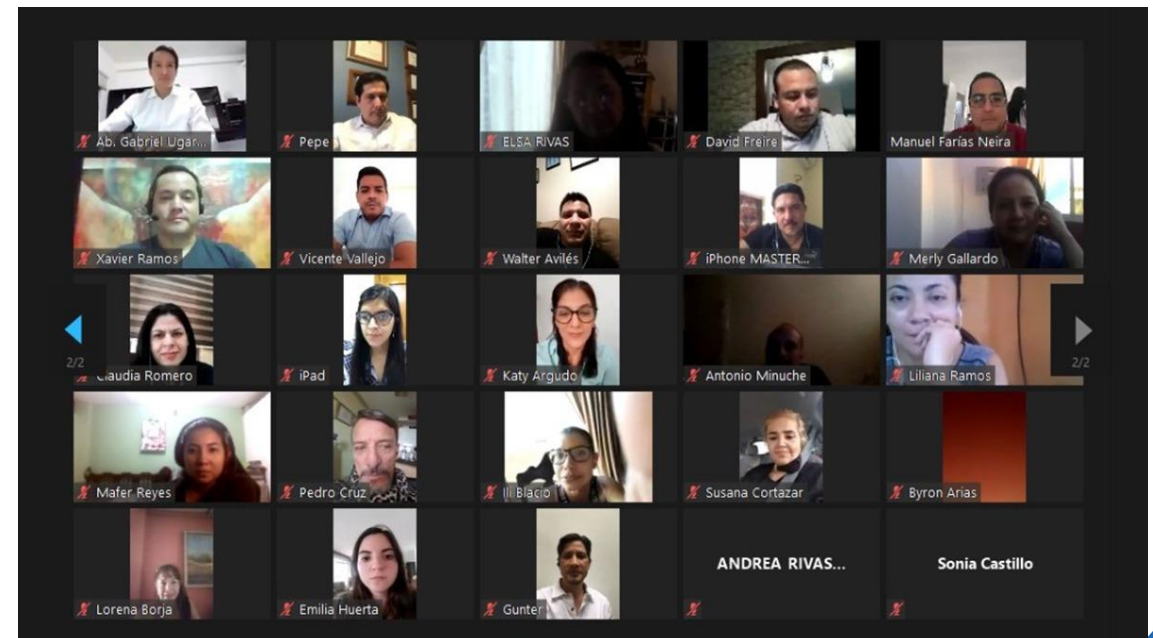 Ab. Gabriel Ugar...
Pepe
ELSA RIVAS
David Freire
Manuel Farías Neira
Xavier Ramos
Vicente Vallejo
Walter Avilés
iPhone MASTER...
Merly Gallardo
2/2
Claudia Romero
iPad
Katy Argudo
Antonio Minuche
Liliana Ramos
2/2
Mafer Reyes
Pedro Cruz
Ili Blacio
Susana Cortazar
Byron Arias
Lorena Borja
Emilia Huerta
Gunter
ANDREA RIVAS...
Sonia Castillo